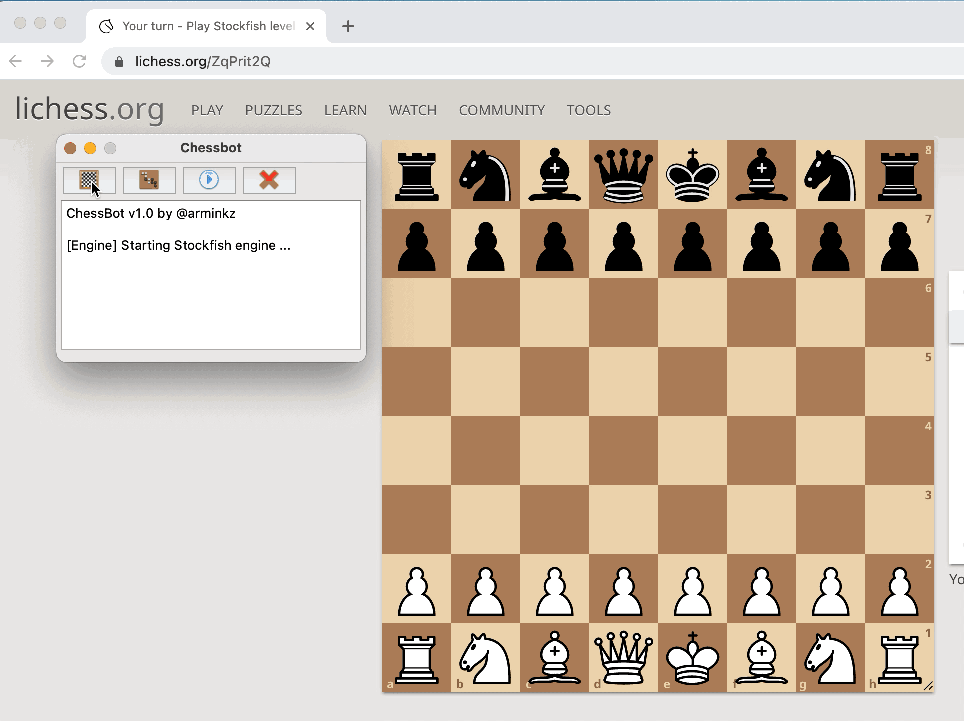 Your turn - Play Stockfish level
lichess.org/ZqPrit2Q
lichess.org
PLAY
PUZZLES
LEARN
WATCH
COMMUNITY
TOOLS
Chessbot
ChessBot v1.0 by @arminkz
[Engine] Starting Stockfish engine ...
8
7
6
5
4
3
2
1
a
b
c
d
e
f
g
h
Yo